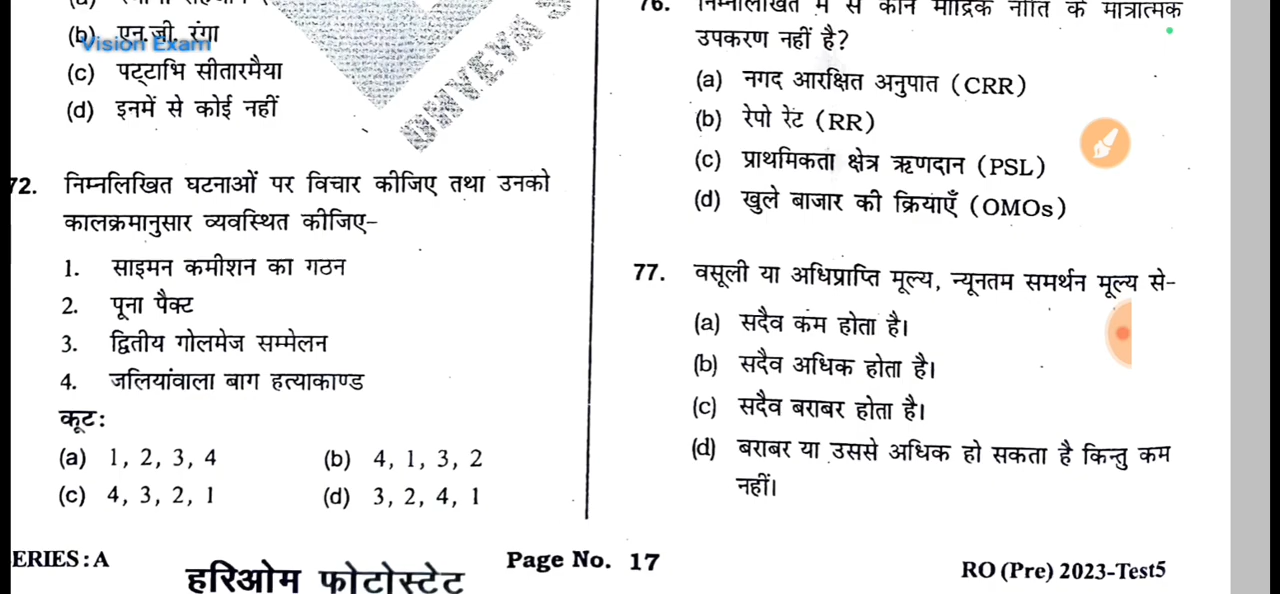 (b) एन.जी. रंगा
Vision Exam
(c) पट्टाभि सीतारमैया
(d) इनमें से कोई नहीं
72. निम्नलिखित घटनाओं पर विचार कीजिए तथा उनको
कालक्रमानुसार व्यवस्थित कीजिए-
1. साइमन कमीशन का गठन
2. पूना पैक्ट
3. द्वितीय गोलमेज सम्मेलन
4. जलियांवाला बाग हत्याकाण्ड
कूटः
(a) 1, 2, 3, 4 (b) 4, 1, 3, 2
(c) 4, 3, 2, 1 (d) 3, 2, 4, 1
76. निम्नलिखित में से कौन मौद्रिक नीति के मात्रात्मक
उपकरण नहीं है?
(a) नगद आरक्षित अनुपात (CRR)
(b) रेपो रेट (RR)
(c) प्राथमिकता क्षेत्र ऋणदान (PSL)
(d) खुले बाजार की क्रियाएँ (OMOs)
77. वसूली या अधिप्राप्ति मूल्य, न्यूनतम समर्थन मूल्य से-
(a) सदैव कम होता है।
(b) सदैव अधिक होता है।
(c) सदैव बराबर होता है।
(d) बराबर या उससे अधिक हो सकता है किन्तु कम
नहीं।
ERIES : A
Page No. 17
RO (Pre) 2023-Test5
हरिओम फोटोस्टेट